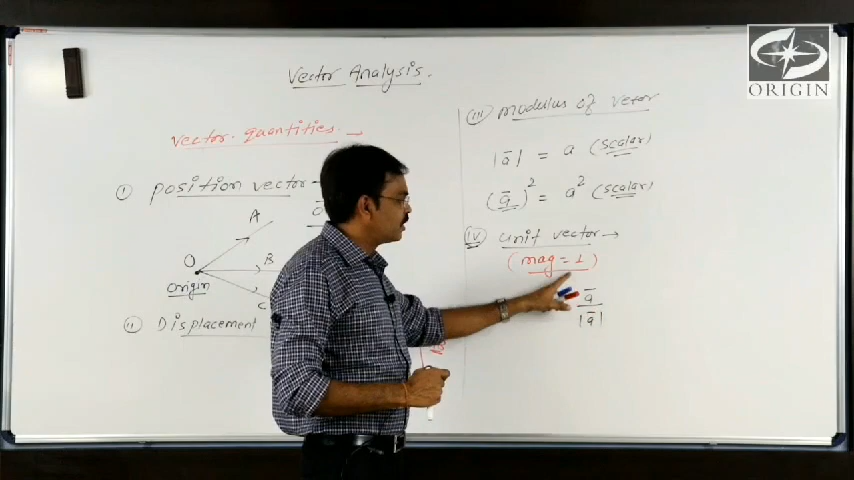 Vector Analysis.
Vector quantities. →
(i) position vector →
A
O
B
origin
C
(ii) Displacement
(iii) modulus of vetor
|ā| = a (scalar)
(ā)² = a² (scalar)
(iv) unit vector →
(mag = 1)
ā
|ā|
ORIGIN